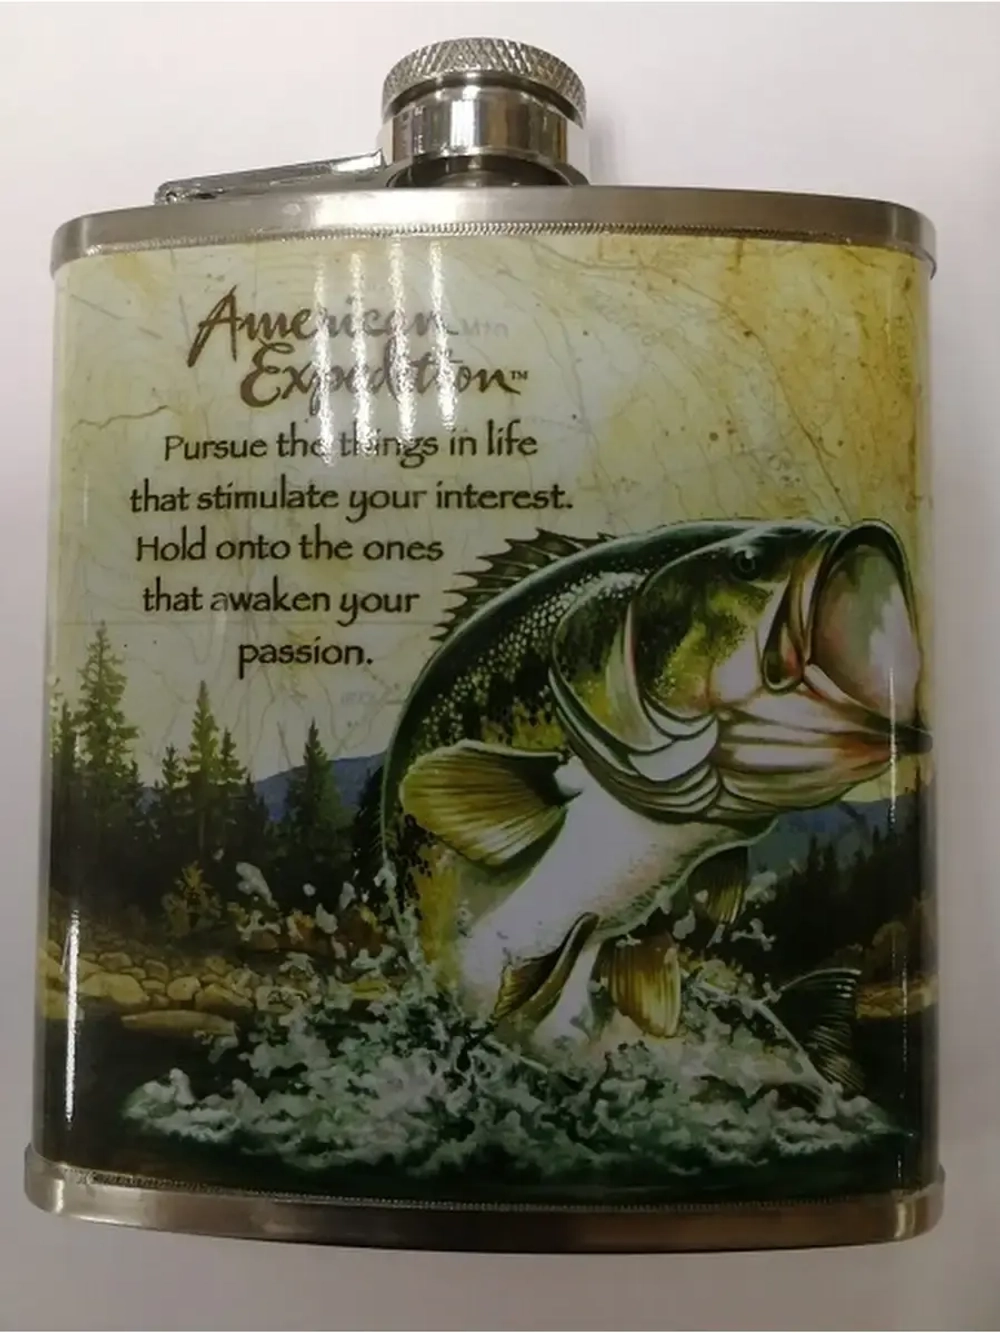 American
Expedition™
Pursue the things in life
that stimulate your interest.
Hold onto the ones
that awaken your
passion.